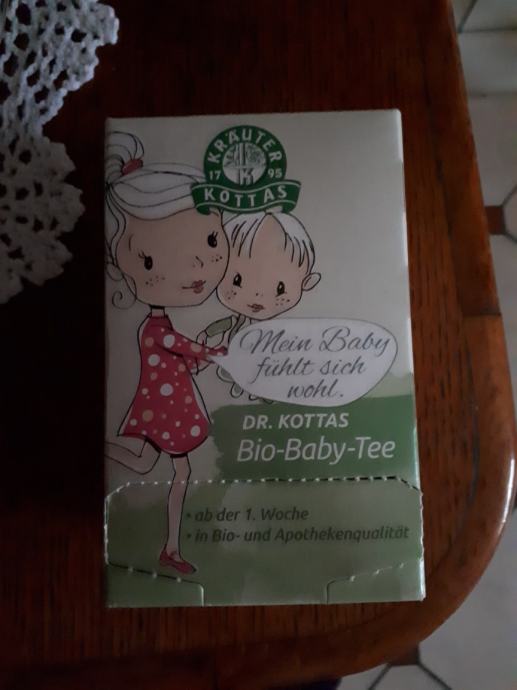 KRÄUTER
17 95
KOTTAS
Mein Baby
fühlt sich
wohl.
DR. KOTTAS
Bio-Baby-Tee
• ab der 1. Woche
• in Bio- und Apothekenqualität